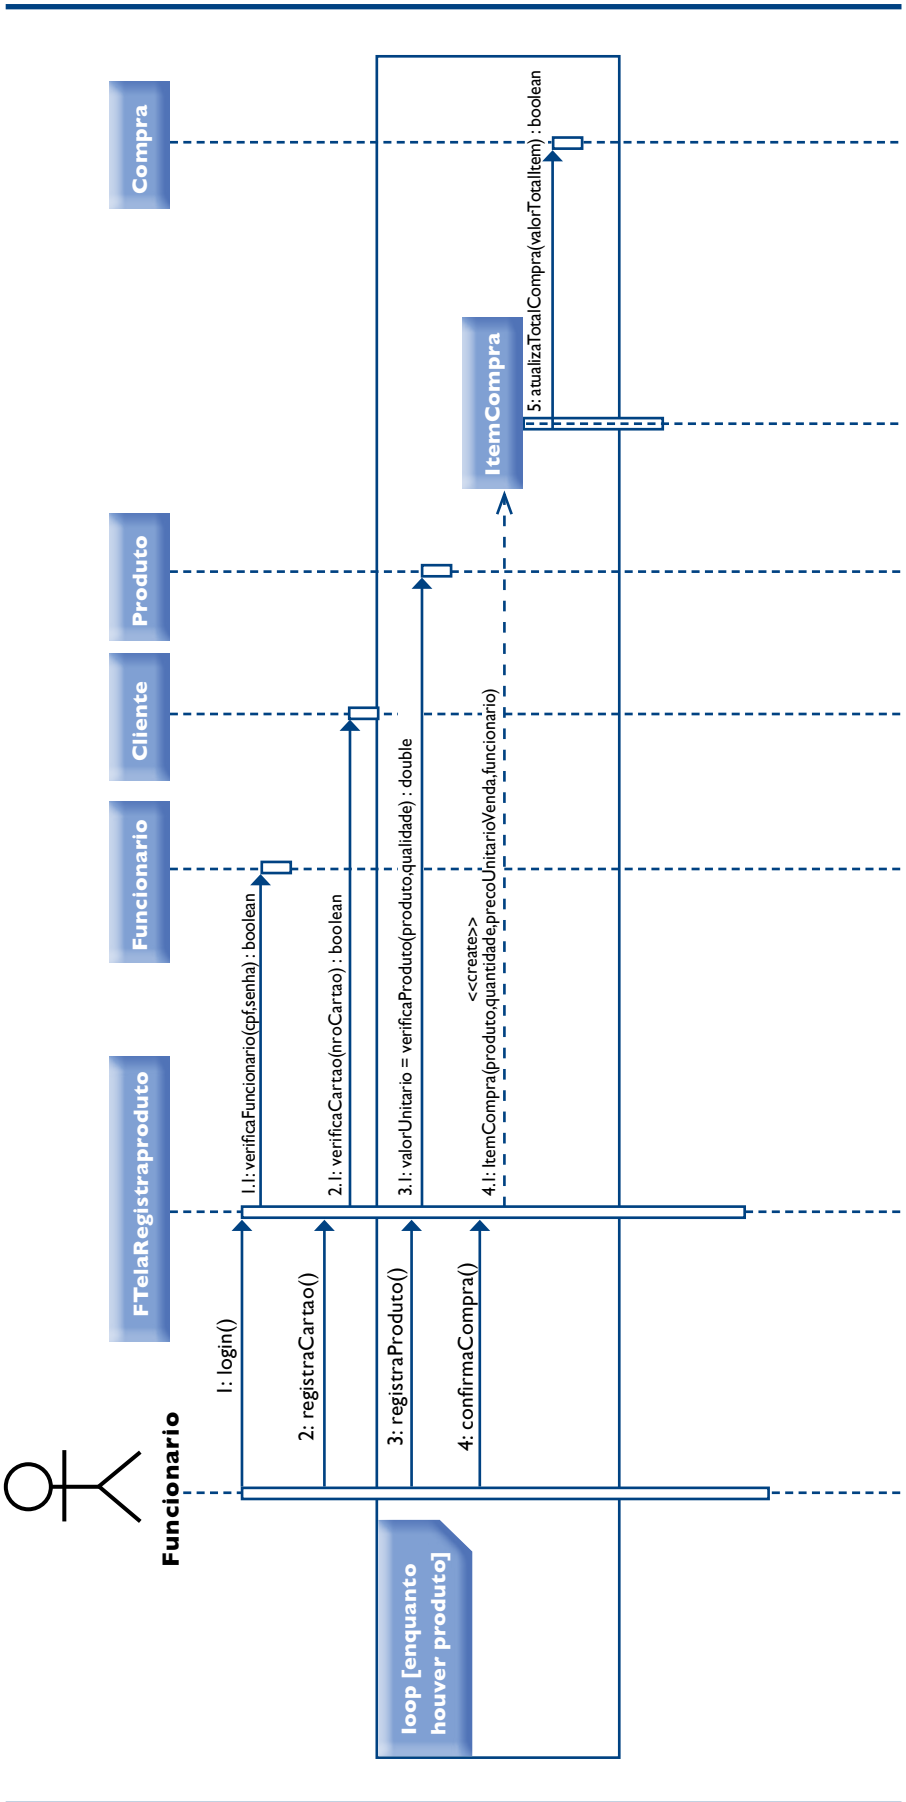 Funcionario
FTelaRegistraproduto
Funcionario
Cliente
Produto
Compra
1: login()
1.1: verificaFuncionario(cpf,senha) : boolean
2: registraCartao()
2.1: verificaCartao(nroCartao) : boolean
loop [enquanto
houver produto]
3: registraProduto()
3.1: valorUnitario = verificaProduto(produto,qualidade) : double
4: confirmaCompra()
<<create>>
4.1: ItemCompra(produto,quantidade,precoUnitarioVenda,funcionario)
ItemCompra
5: atualizaTotalCompra(valorTotalItem) : boolean